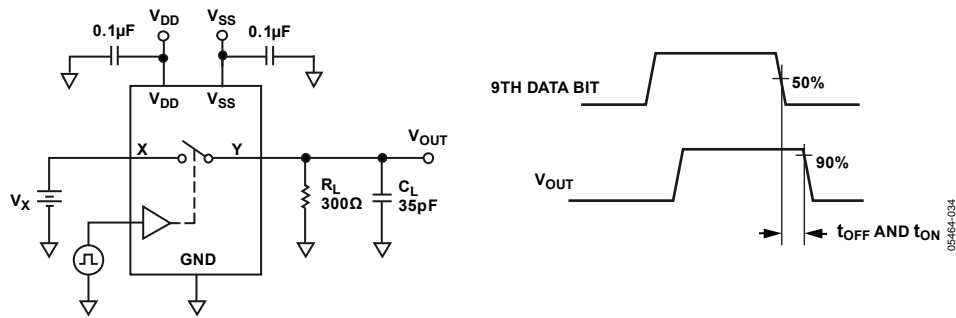 VDD
VSS
0.1µF
0.1µF
VDD
VSS
X
Y
VOUT
VX
RL
300Ω
CL
35pF
GND
9TH DATA BIT
50%
VOUT
90%
tOFF AND tON
05464-034